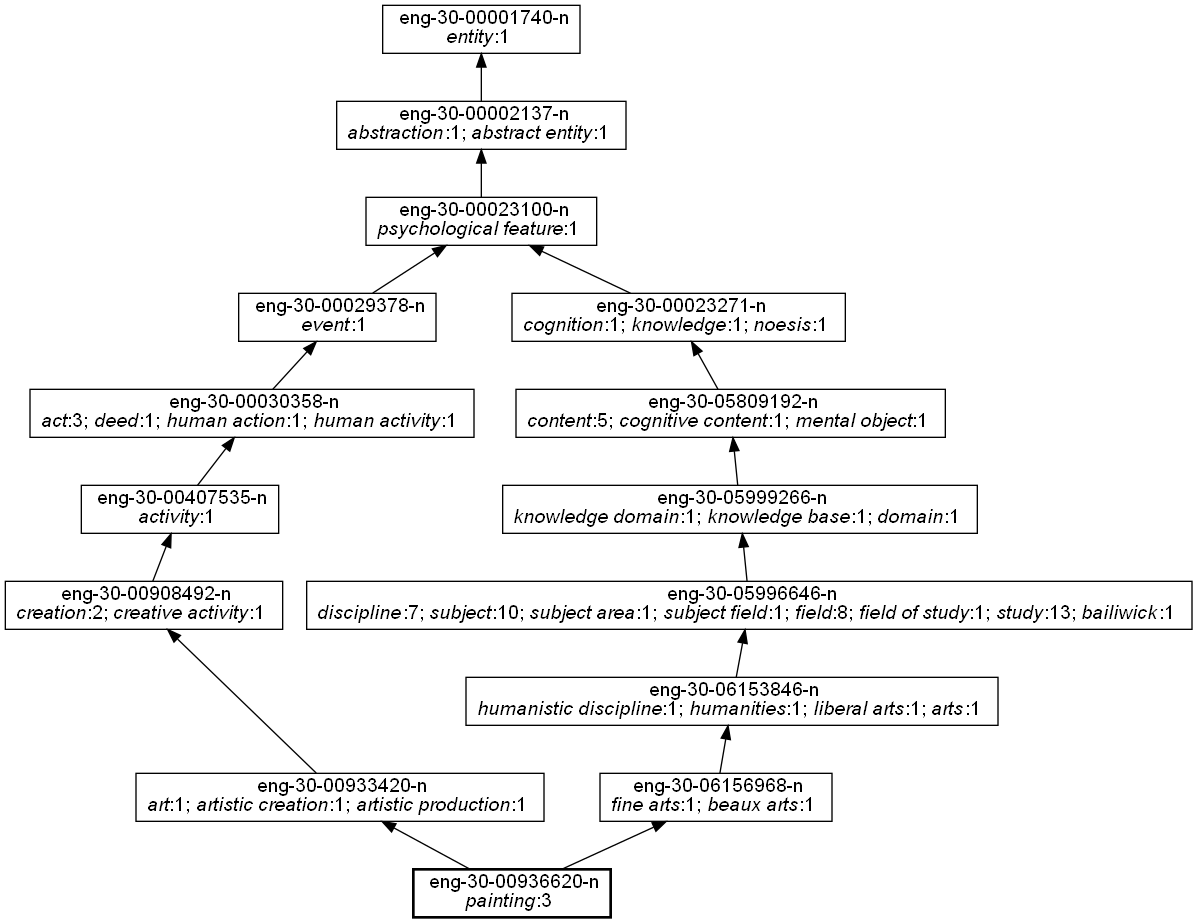 eng-30-00001740-n
entity:1
eng-30-00002137-n
abstraction:1; abstract entity:1
eng-30-00023100-n
psychological feature:1
eng-30-00029378-n
event:1
eng-30-00023271-n
cognition:1; knowledge:1; noesis:1
eng-30-00030358-n
act:3; deed:1; human action:1; human activity:1
eng-30-05809192-n
content:5; cognitive content:1; mental object:1
eng-30-00407535-n
activity:1
eng-30-05999266-n
knowledge domain:1; knowledge base:1; domain:1
eng-30-00908492-n
creation:2; creative activity:1
eng-30-05996646-n
discipline:7; subject:10; subject area:1; subject field:1; field:8; field of study:1; study:13; bailiwick:1
eng-30-06153846-n
humanistic discipline:1; humanities:1; liberal arts:1; arts:1
eng-30-00933420-n
art:1; artistic creation:1; artistic production:1
eng-30-06156968-n
fine arts:1; beaux arts:1
eng-30-00936620-n
painting:3